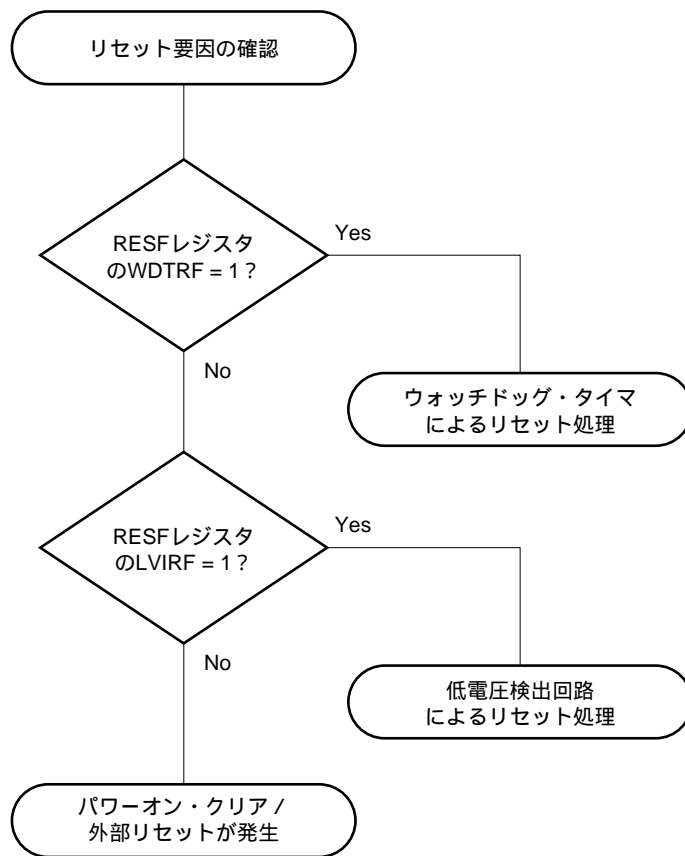 リセット要因の確認
RESFレジスタ
のWDTRF = 1?
Yes
No
ウォッチドッグ・タイマ
によるリセット処理
RESFレジスタ
のLVIRF = 1?
Yes
No
低電圧検出回路
によるリセット処理
パワーオン・クリア /
外部リセットが発生